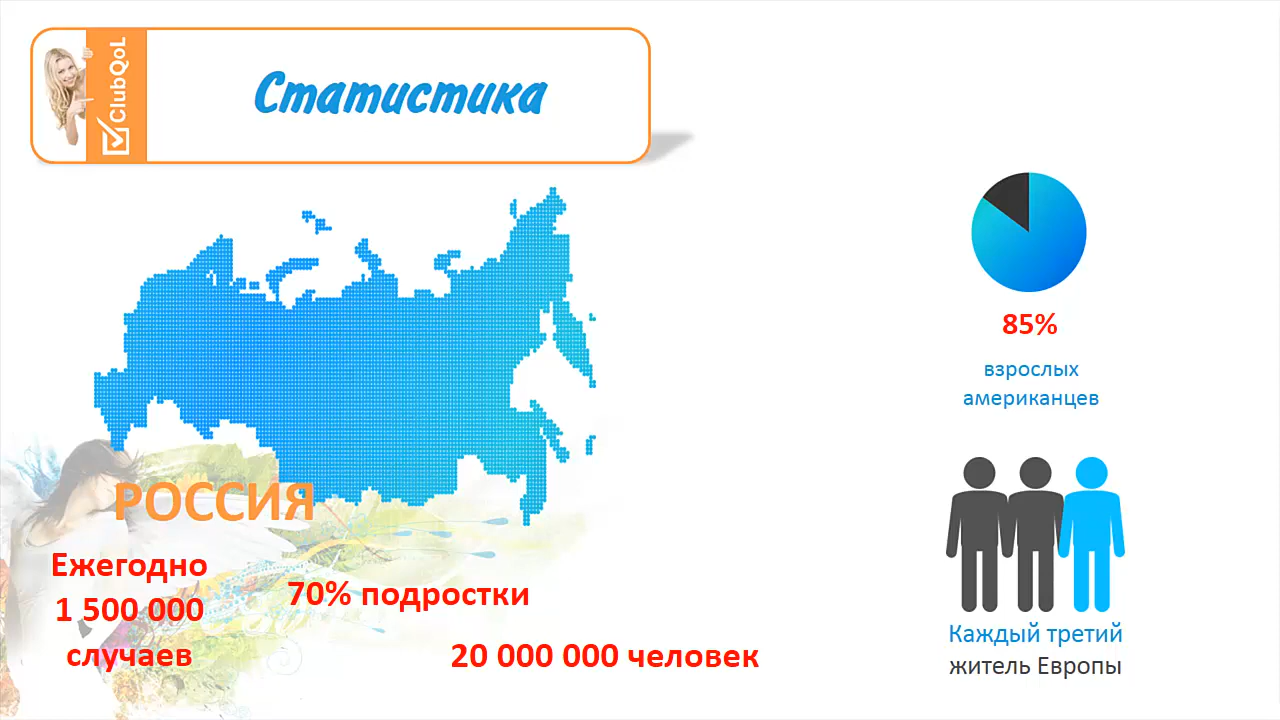 ClubQoL
Статистика
РОССИЯ
Ежегодно
1 500 000
случаев
70% подростки
20 000 000 человек
85%
взрослых
американцев
Каждый третий
житель Европы